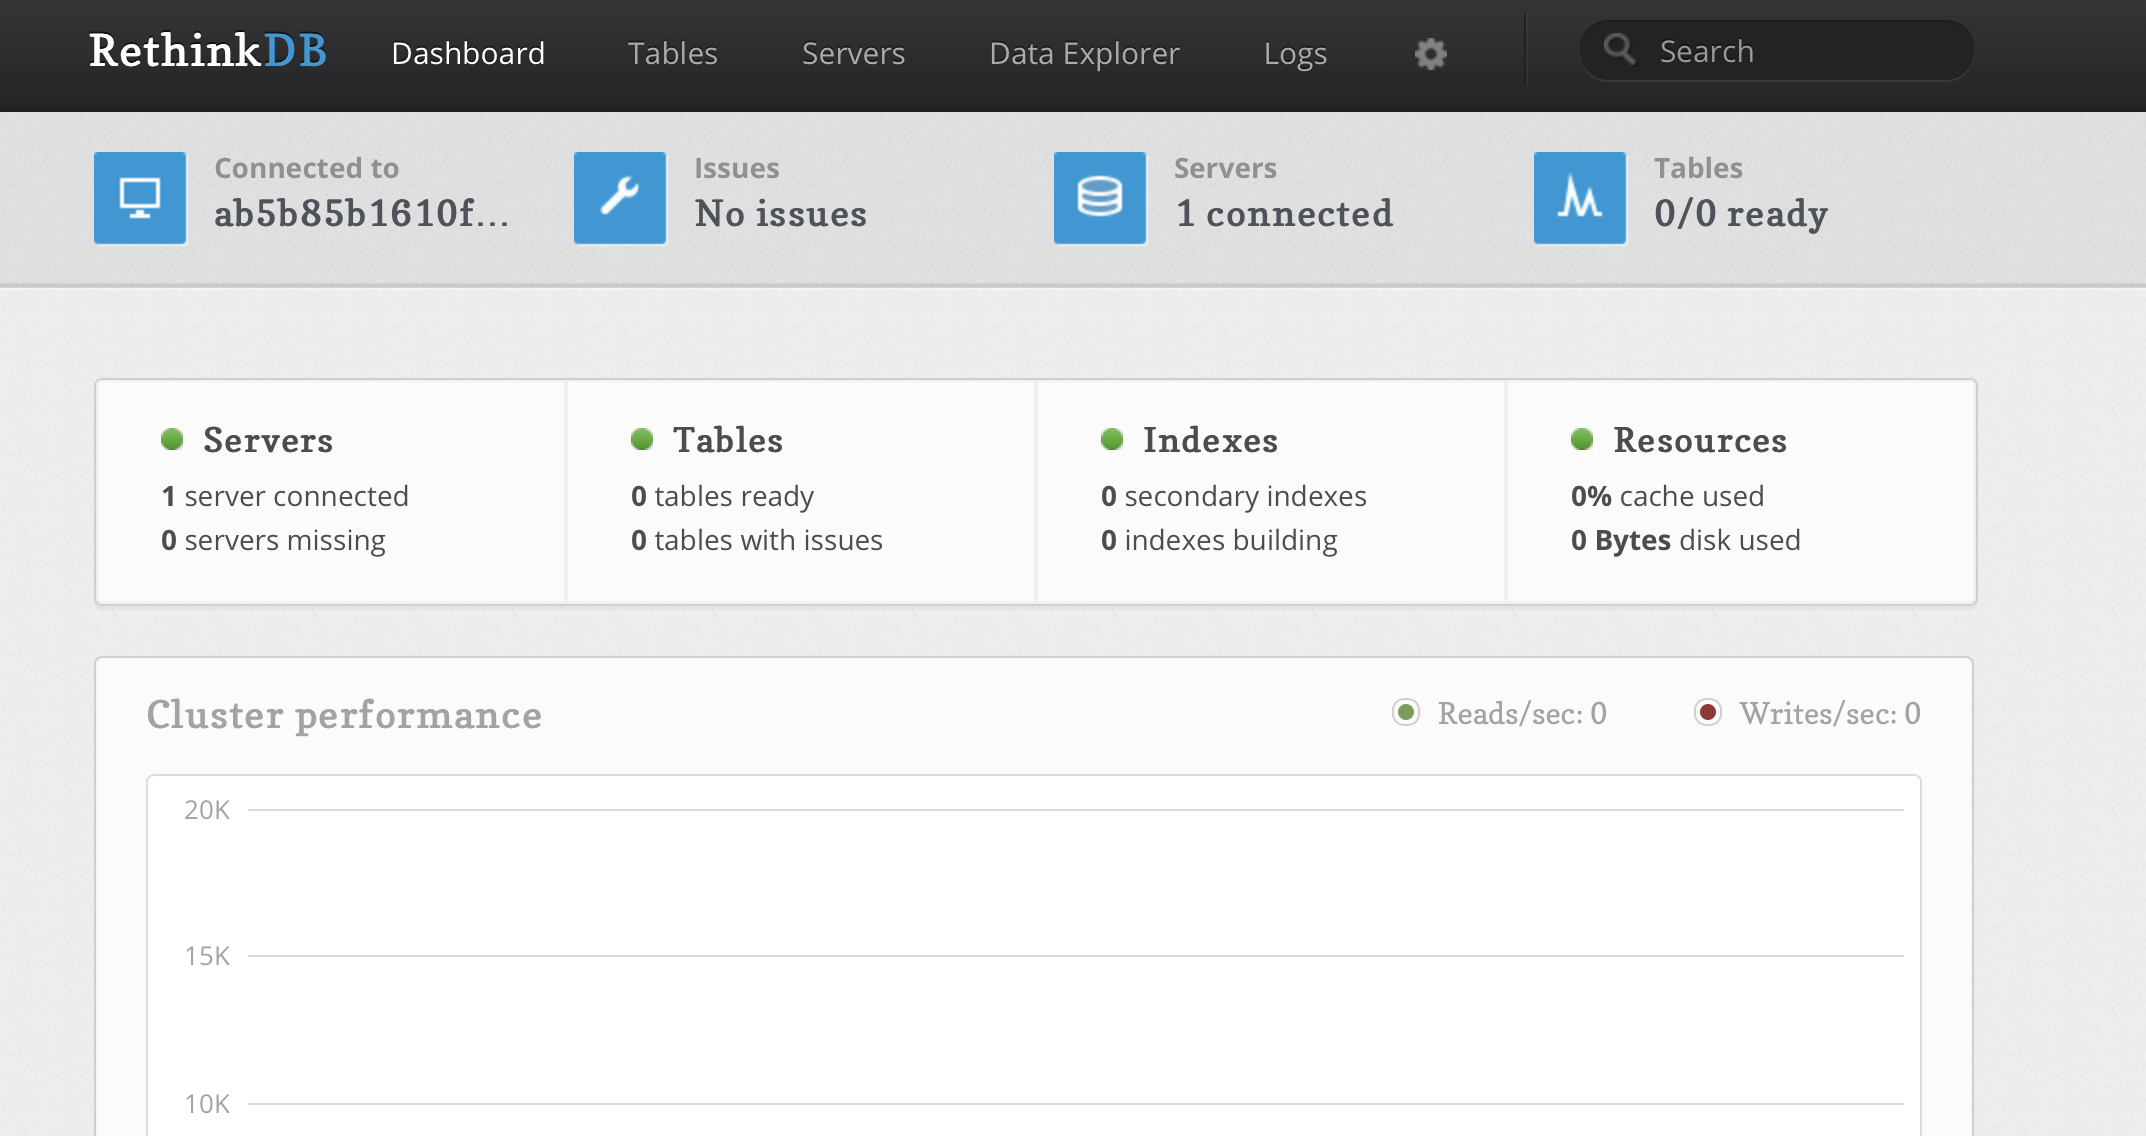 RethinkDB Dashboard Tables Servers Data Explorer Logs Search
Connected to
ab5b85b1610f...
Issues
No issues
Servers
1 connected
Tables
0/0 ready
Servers
1 server connected
0 servers missing
Tables
0 tables ready
0 tables with issues
Indexes
0 secondary indexes
0 indexes building
Resources
0% cache used
0 Bytes disk used
Cluster performance
Reads/sec: 0
Writes/sec: 0
20K
15K
10K